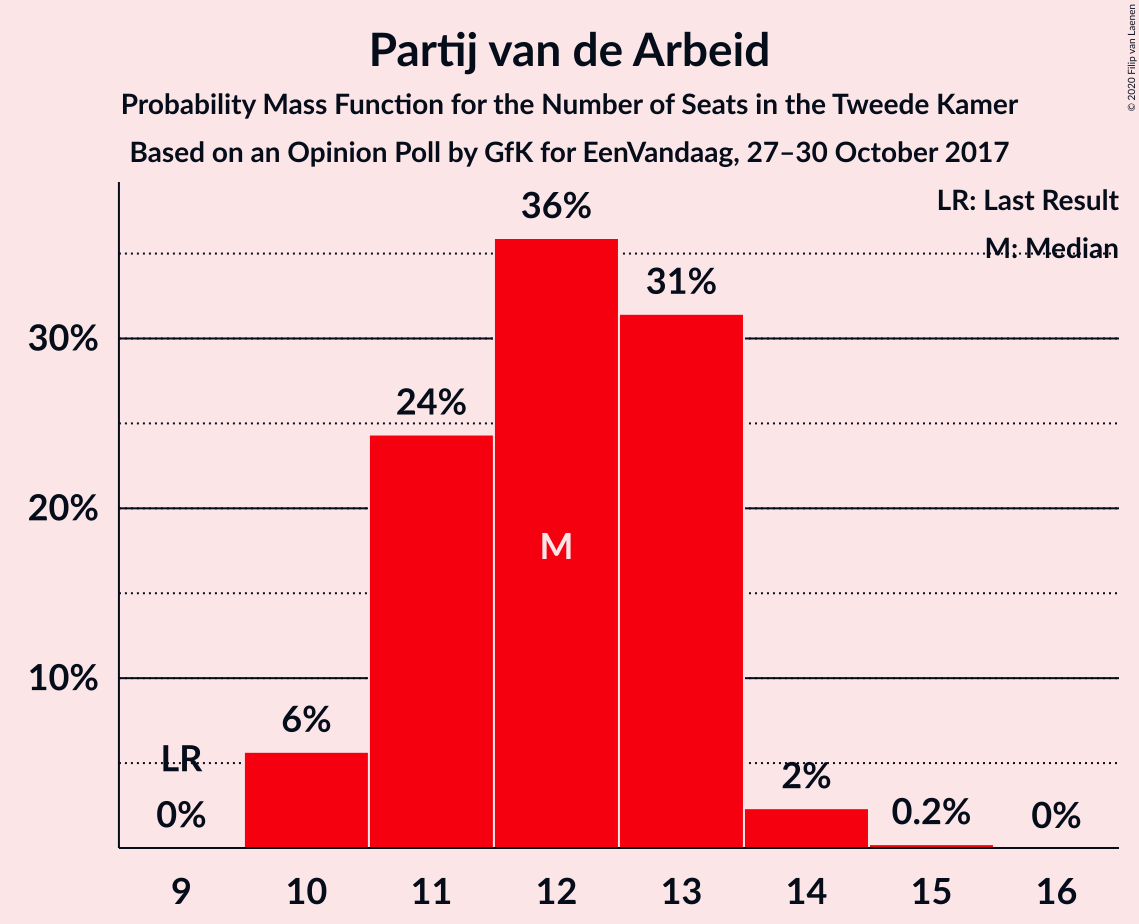 Partij van de Arbeid
Probability Mass Function for the Number of Seats in the Tweede Kamer
Based on an Opinion Poll by GfK for EenVandaag, 27–30 October 2017
© 2020 Filip van Laenen
LR: Last Result
M: Median
36%
31%
30%
24%
20%
M
10%
6%
LR
2%
0%
0.2%
0%
9 10 11 12 13 14 15 16